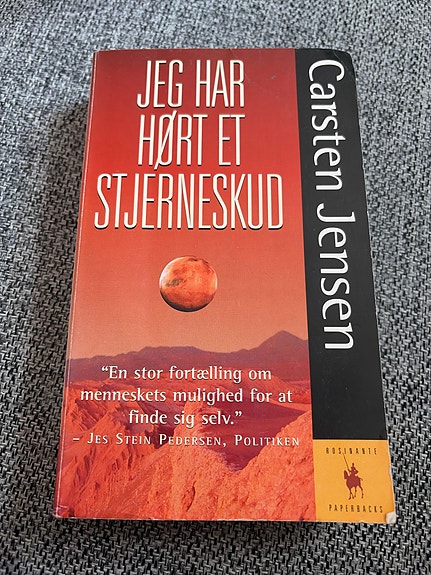 JEG HAR
HØRT ET
STJERNESKUD
Carsten Jensen
“En stor fortælling om
menneskets mulighed for at
finde sig selv.”
– JES STEIN PEDERSEN, POLITIKEN
ROSINANTE
PAPERBACKS